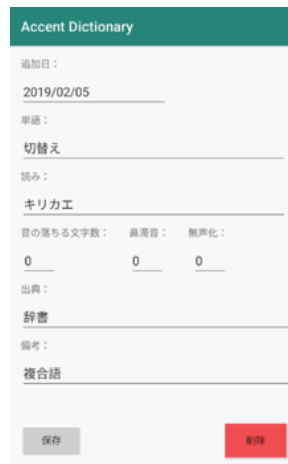 Accent Dictionary
追加日：
2019/02/05
単語：
切替え
読み：
キリカエ
音の落ちる文字数： 鼻濁音： 無声化：
0 0 0
出典：
辞書
備考：
複合語
保存 削除